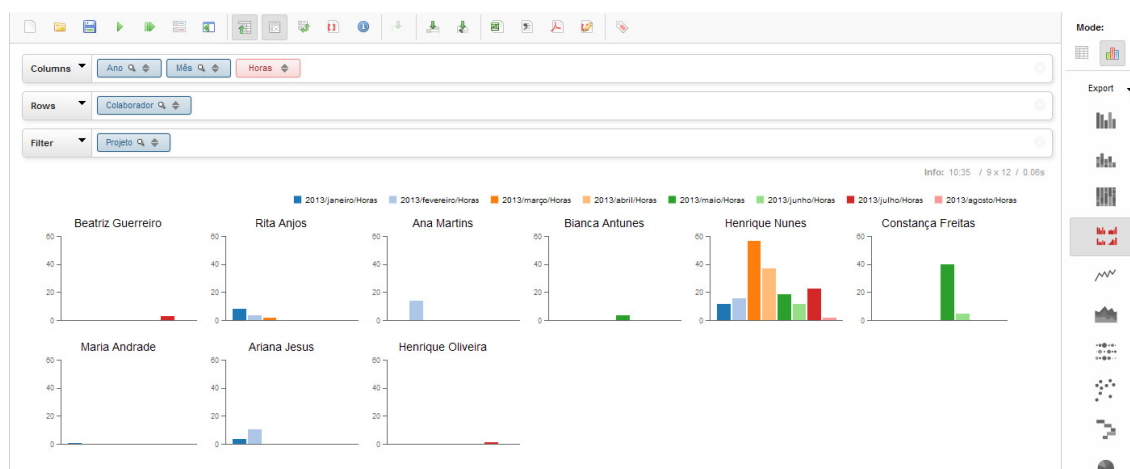 Mode:
Columns Ano Mês Horas
Export
Rows Colaborador
Filter Projeto
Info: 10:35 / 9 x 12 / 0.06s
2013/janeiro/Horas 2013/fevereiro/Horas 2013/março/Horas 2013/abril/Horas 2013/maio/Horas 2013/junho/Horas 2013/julho/Horas 2013/agosto/Horas
Beatriz Guerreiro Rita Anjos Ana Martins Bianca Antunes Henrique Nunes Constança Freitas
60 60 60 60 60 60
40 40 40 40 40 40
20 20 20 20 20 20
0 0 0 0 0 0
Maria Andrade Ariana Jesus Henrique Oliveira
60 60 60
40 40 40
20 20 20
0 0 0